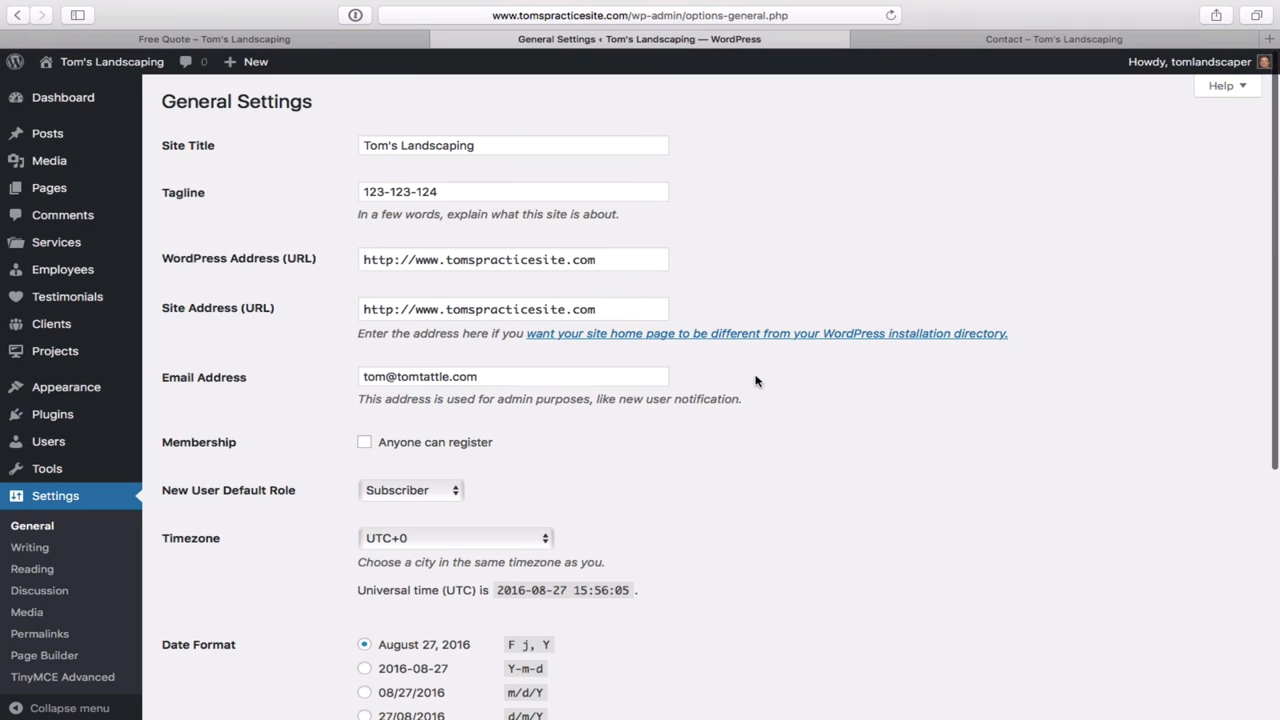 www.tomspracticesite.com/wp-admin/options-general.php
Free Quote – Tom's Landscaping
General Settings ‹ Tom's Landscaping — WordPress
Contact – Tom's Landscaping
Tom's Landscaping
0
New
Howdy, tomlandscaper
Help
Dashboard
Posts
Media
Pages
Comments
Services
Employees
Testimonials
Clients
Projects
Appearance
Plugins
Users
Tools
Settings
General
Writing
Reading
Discussion
Media
Permalinks
Page Builder
TinyMCE Advanced
Collapse menu
General Settings
Site Title
Tom's Landscaping
Tagline
123-123-124
In a few words, explain what this site is about.
WordPress Address (URL)
http://www.tomspracticesite.com
Site Address (URL)
http://www.tomspracticesite.com
Enter the address here if you want your site home page to be different from your WordPress installation directory.
Email Address
tom@tomtattle.com
This address is used for admin purposes, like new user notification.
Membership
Anyone can register
New User Default Role
Subscriber
Timezone
UTC+0
Choose a city in the same timezone as you.
Universal time (UTC) is 2016-08-27 15:56:05 .
Date Format
August 27, 2016 F j, Y
2016-08-27 Y-m-d
08/27/2016 m/d/Y
27/08/2016 d/m/Y